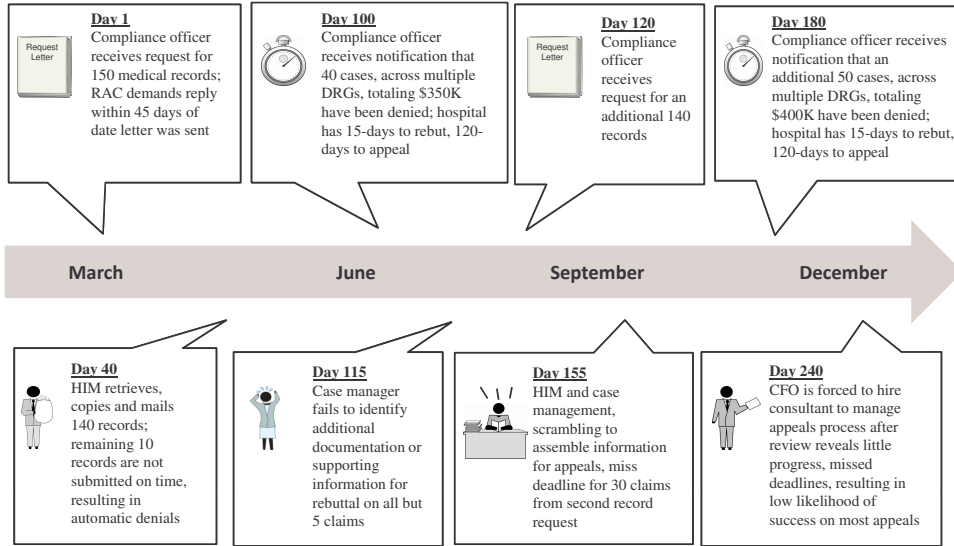 Day 1
Compliance officer
receives request for
150 medical records;
RAC demands reply
within 45 days of
date letter was sent
Request
Letter
Day 100
Compliance officer
receives notification that
40 cases, across multiple
DRGs, totaling $350K
have been denied; hospital
has 15-days to rebut, 120-
days to appeal
Day 120
Compliance
officer
receives
request for an
additional 140
records
Request
Letter
Day 180
Compliance officer receives
notification that an
additional 50 cases, across
multiple DRGs, totaling
$400K have been denied;
hospital has 15-days to rebut,
120-days to appeal
March
June
September
December
Day 40
HIM retrieves,
copies and mails
140 records;
remaining 10
records are not
submitted on time,
resulting in
automatic denials
Day 115
Case manager
fails to identify
additional
documentation or
supporting
information for
rebuttal on all but
5 claims
Day 155
HIM and case
management,
scrambling to
assemble information
for appeals, miss
deadline for 30 claims
from second record
request
Day 240
CFO is forced to hire
consultant to manage
appeals process after
review reveals little
progress, missed
deadlines, resulting in
low likelihood of
success on most appeals